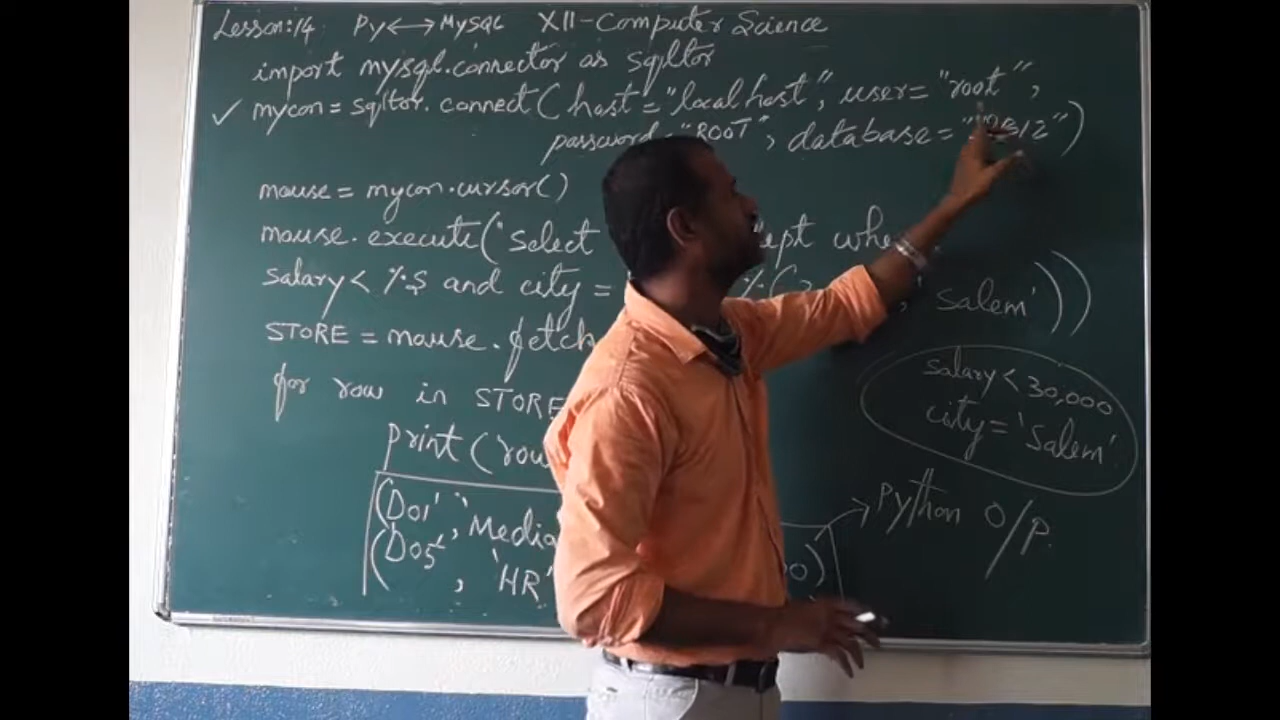 Lesson:14 Py ⟷ MySQL XII-Computer Science
import mysql.connector as sqltor
✓ mycon = sqltor.connect(host="localhost", user="root",
password="ROOT", database="
mouse = mycon.cursor()
mouse.execute("select
salary < %s and city =
'Salem'))
STORE = mouse.fetch
for row in STORE
print(row
salary < 30,000
city = 'Salem'
('D01', 'Media
('D05', 'HR'
Python O/P.